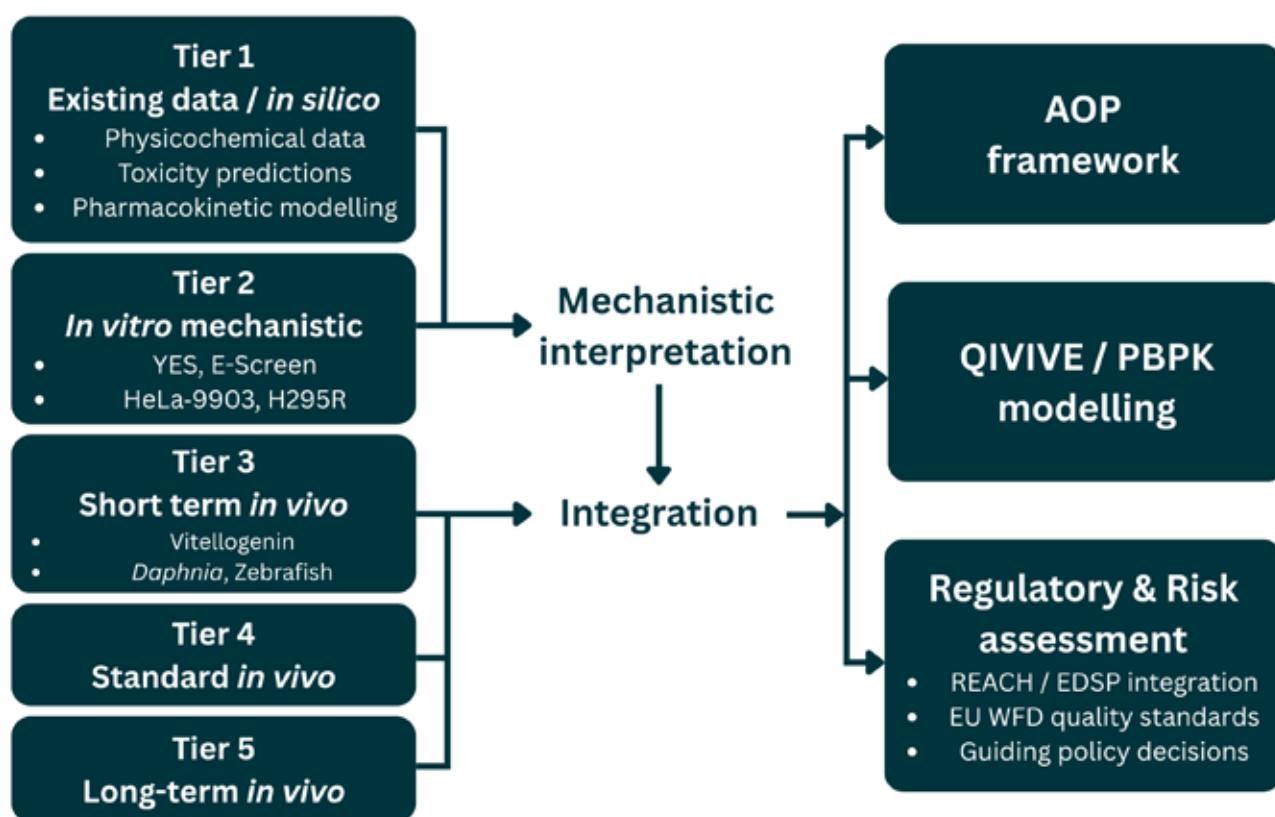 Tier 1
Existing data / in silico
• Physicochemical data
• Toxicity predictions
• Pharmacokinetic modelling
Tier 2
In vitro mechanistic
• YES, E-Screen
• HeLa-9903, H295R
Tier 3
Short term in vivo
• Vitellogenin
• Daphnia, Zebrafish
Tier 4
Standard in vivo
Tier 5
Long-term in vivo
Mechanistic
interpretation
Integration
AOP
framework
QIVIVE / PBPK
modelling
Regulatory & Risk
assessment
• REACH / EDSP integration
• EU WFD quality standards
• Guiding policy decisions